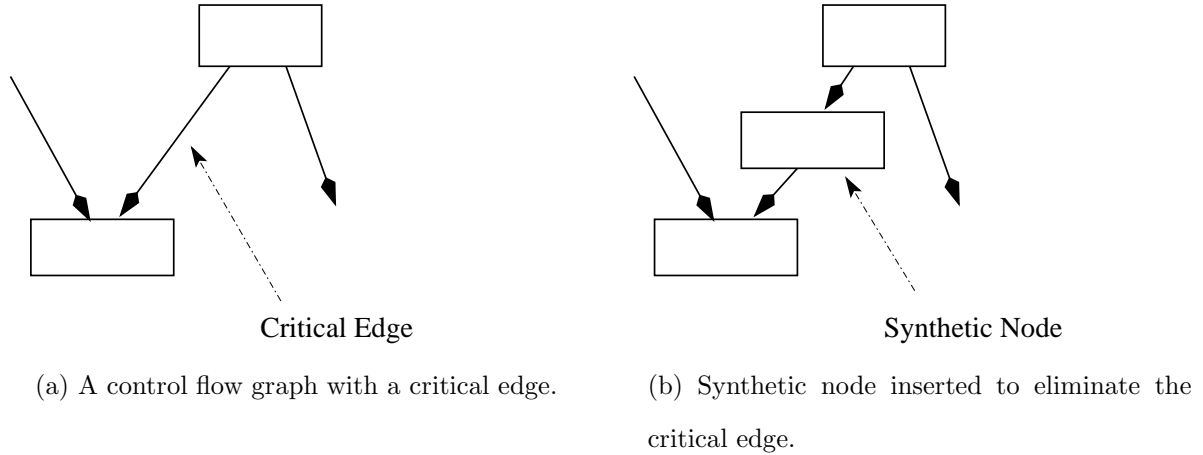 Critical Edge
(a) A control flow graph with a critical edge.
Synthetic Node
(b) Synthetic node inserted to eliminate the
critical edge.